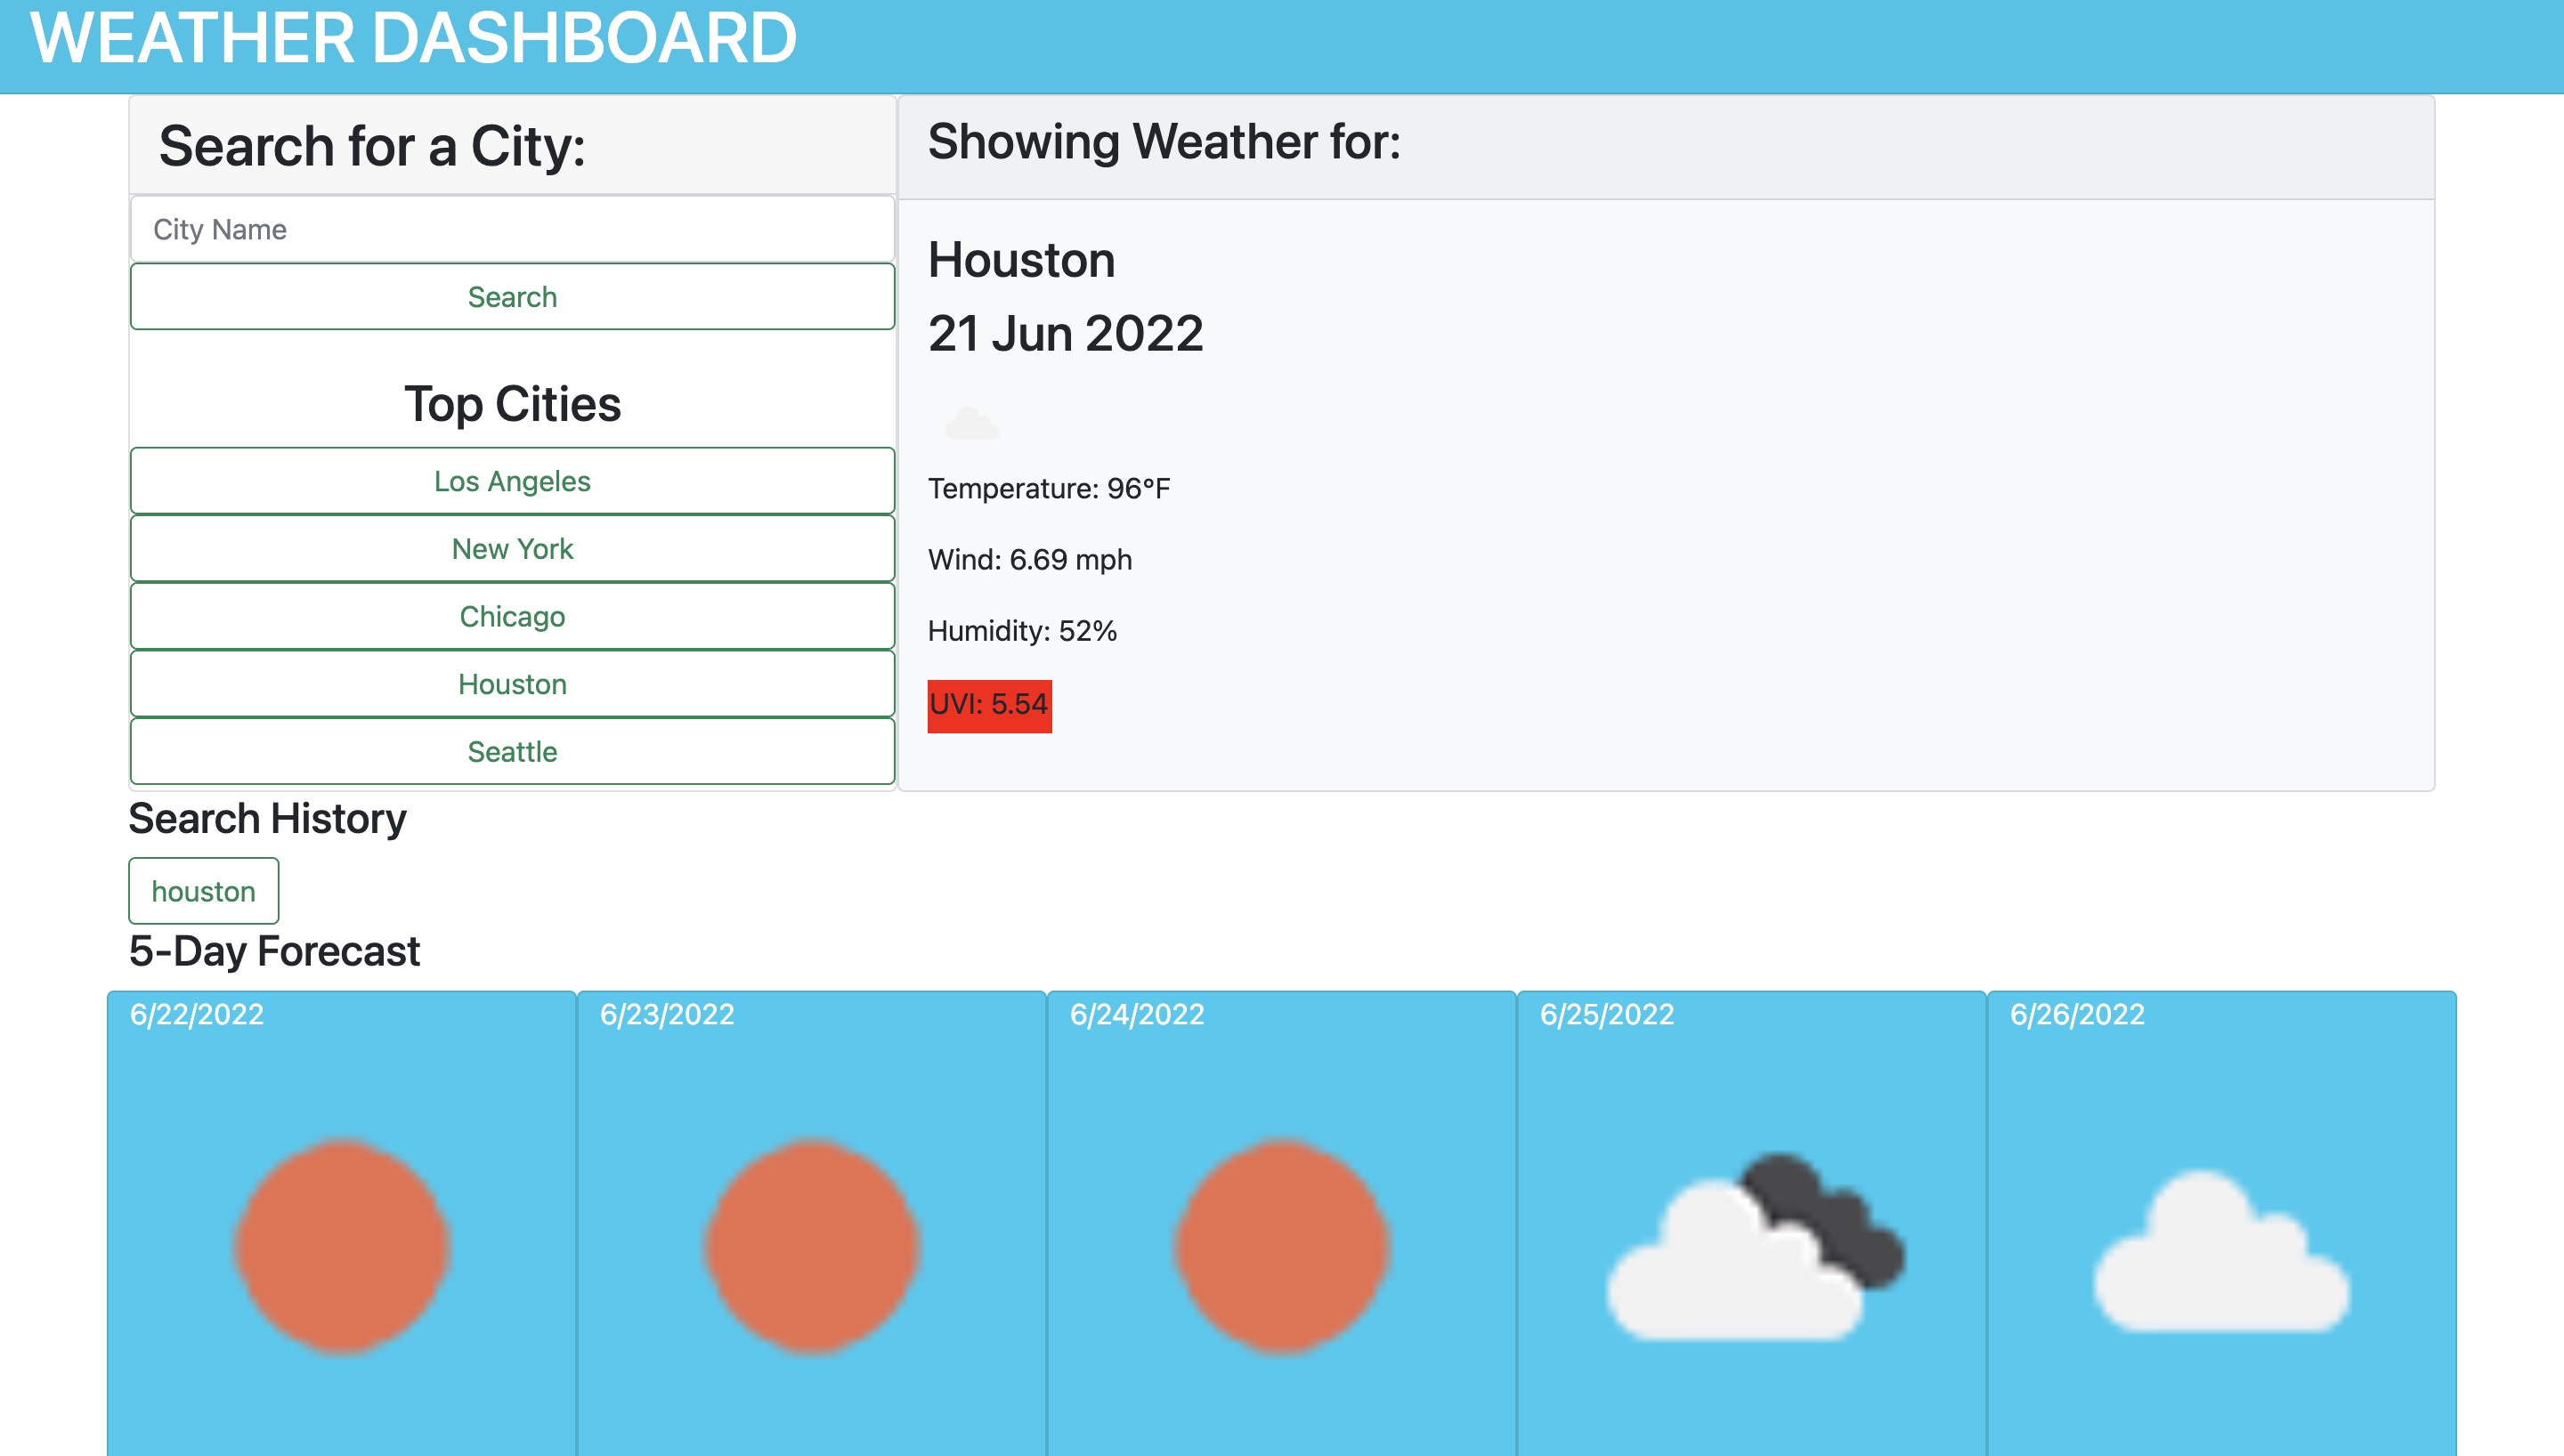 WEATHER DASHBOARD
Search for a City:
City Name
Search
Top Cities
Los Angeles
New York
Chicago
Houston
Seattle
Showing Weather for:
Houston
21 Jun 2022
Temperature: 96°F
Wind: 6.69 mph
Humidity: 52%
UVI: 5.54
Search History
houston
5-Day Forecast
6/22/2022
6/23/2022
6/24/2022
6/25/2022
6/26/2022